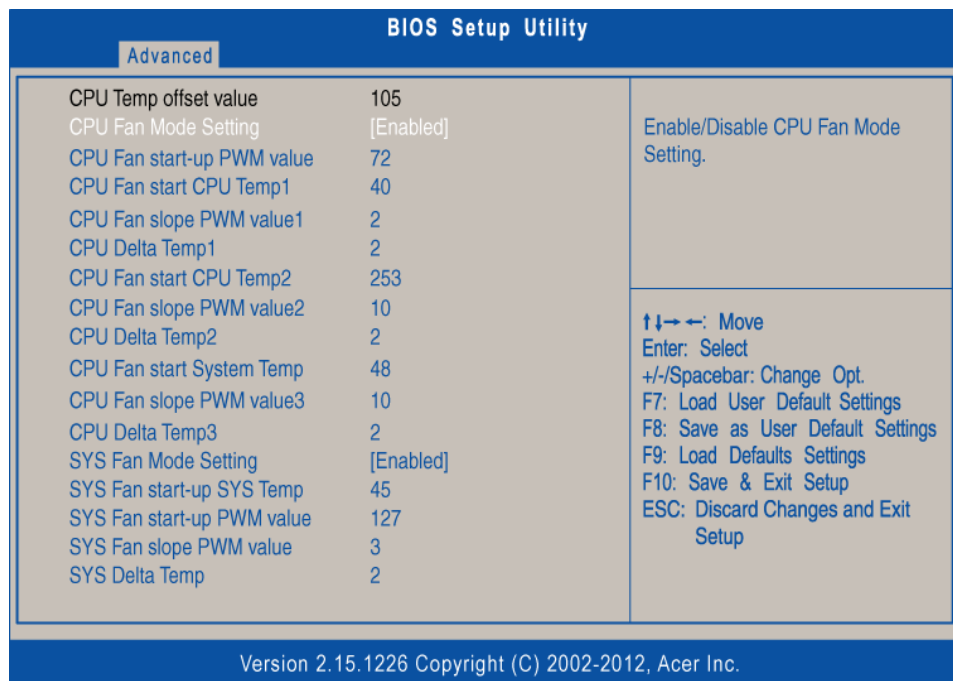 BIOS Setup Utility
Advanced
CPU Temp offset value 105
CPU Fan Mode Setting [Enabled]
CPU Fan start-up PWM value 72
CPU Fan start CPU Temp1 40
CPU Fan slope PWM value1 2
CPU Delta Temp1 2
CPU Fan start CPU Temp2 253
CPU Fan slope PWM value2 10
CPU Delta Temp2 2
CPU Fan start System Temp 48
CPU Fan slope PWM value3 10
CPU Delta Temp3 2
SYS Fan Mode Setting [Enabled]
SYS Fan start-up SYS Temp 45
SYS Fan start-up PWM value 127
SYS Fan slope PWM value 3
SYS Delta Temp 2
Enable/Disable CPU Fan Mode
Setting.
↑↓→←: Move
Enter: Select
+/-/Spacebar: Change Opt.
F7: Load User Default Settings
F8: Save as User Default Settings
F9: Load Defaults Settings
F10: Save & Exit Setup
ESC: Discard Changes and Exit
Setup
Version 2.15.1226 Copyright (C) 2002-2012, Acer Inc.